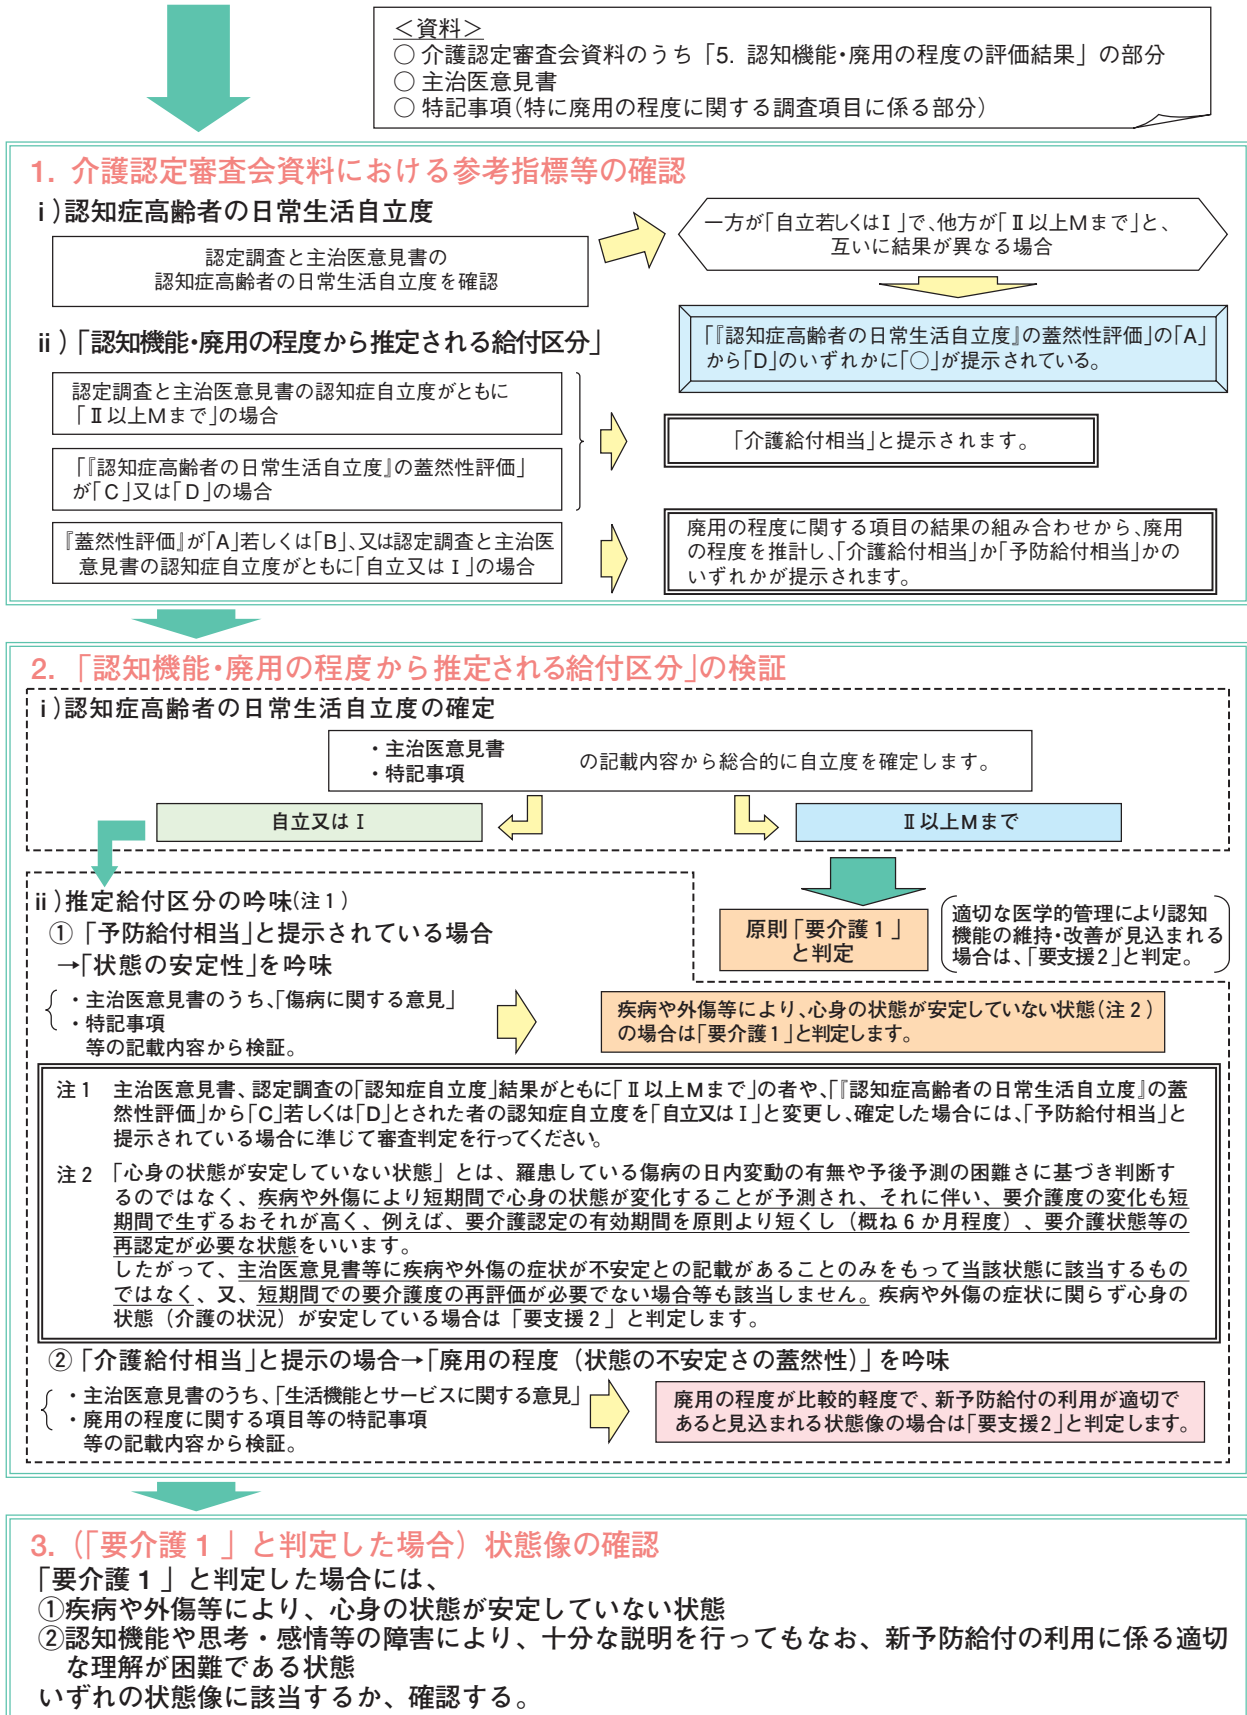 ＜資料＞
○ 介護認定審査会資料のうち「5. 認知機能・廃用の程度の評価結果」の部分
○ 主治医意見書
○ 特記事項（特に廃用の程度に関する調査項目に係る部分）
1. 介護認定審査会資料における参考指標等の確認
ⅰ）認知症高齢者の日常生活自立度
認定調査と主治医意見書の
認知症高齢者の日常生活自立度を確認
一方が「自立若しくはⅠ」で、他方が「Ⅱ以上Mまで」と、
互いに結果が異なる場合
「『認知症高齢者の日常生活自立度』の蓋然性評価」の「A」
から「D」のいずれかに「○」が提示されている。
ⅱ）「認知機能・廃用の程度から推定される給付区分」
認定調査と主治医意見書の認知症自立度がともに
「Ⅱ以上Mまで」の場合
「『認知症高齢者の日常生活自立度』の蓋然性評価」
が「C」又は「D」の場合
「介護給付相当」と提示されます。
『蓋然性評価』が「A」若しくは「B」、又は認定調査と主治医
意見書の認知症自立度がともに「自立又はⅠ」の場合
廃用の程度に関する項目の結果の組み合わせから、廃用
の程度を推計し、「介護給付相当」か「予防給付相当」かの
いずれかが提示されます。
2. 「認知機能・廃用の程度から推定される給付区分」の検証
ⅰ）認知症高齢者の日常生活自立度の確定
・主治医意見書
・特記事項
の記載内容から総合的に自立度を確定します。
自立又はⅠ
Ⅱ以上Mまで
原則「要介護1」
と判定
適切な医学的管理により認知
機能の維持・改善が見込まれる
場合は、「要支援2」と判定。
ⅱ）推定給付区分の吟味（注1）
①「予防給付相当」と提示されている場合
→「状態の安定性」を吟味
・主治医意見書のうち、「傷病に関する意見」
・特記事項
等の記載内容から検証。
疾病や外傷等により、心身の状態が安定していない状態（注2）
の場合は「要介護1」と判定します。
注1 主治医意見書、認定調査の「認知症自立度」結果がともに「Ⅱ以上Mまで」の者や、「『認知症高齢者の日常生活自立度』の蓋
然性評価」から「C」若しくは「D」とされた者の認知症自立度を「自立又はⅠ」と変更し、確定した場合には、「予防給付相当」と
提示されている場合に準じて審査判定を行ってください。
注2 「心身の状態が安定していない状態」とは、罹患している傷病の日内変動の有無や予後予測の困難さに基づき判断す
るのではなく、疾病や外傷により短期間で心身の状態が変化することが予測され、それに伴い、要介護度の変化も短
期間で生ずるおそれが高く、例えば、要介護認定の有効期間を原則より短くし（概ね6か月程度）、要介護状態等の
再認定が必要な状態をいいます。
したがって、主治医意見書等に疾病や外傷の症状が不安定との記載があることのみをもって当該状態に該当するもの
ではなく、又、短期間での要介護度の再評価が必要でない場合等も該当しません。疾病や外傷の症状に関らず心身の
状態（介護の状況）が安定している場合は「要支援2」と判定します。
②「介護給付相当」と提示の場合→「廃用の程度（状態の不安定さの蓋然性）」を吟味
・主治医意見書のうち、「生活機能とサービスに関する意見」
・廃用の程度に関する項目等の特記事項
等の記載内容から検証。
廃用の程度が比較的軽度で、新予防給付の利用が適切で
あると見込まれる状態像の場合は「要支援2」と判定します。
3.（「要介護1」と判定した場合）状態像の確認
「要介護1」と判定した場合には、
①疾病や外傷等により、心身の状態が安定していない状態
②認知機能や思考・感情等の障害により、十分な説明を行ってもなお、新予防給付の利用に係る適切
な理解が困難である状態
いずれの状態像に該当するか、確認する。